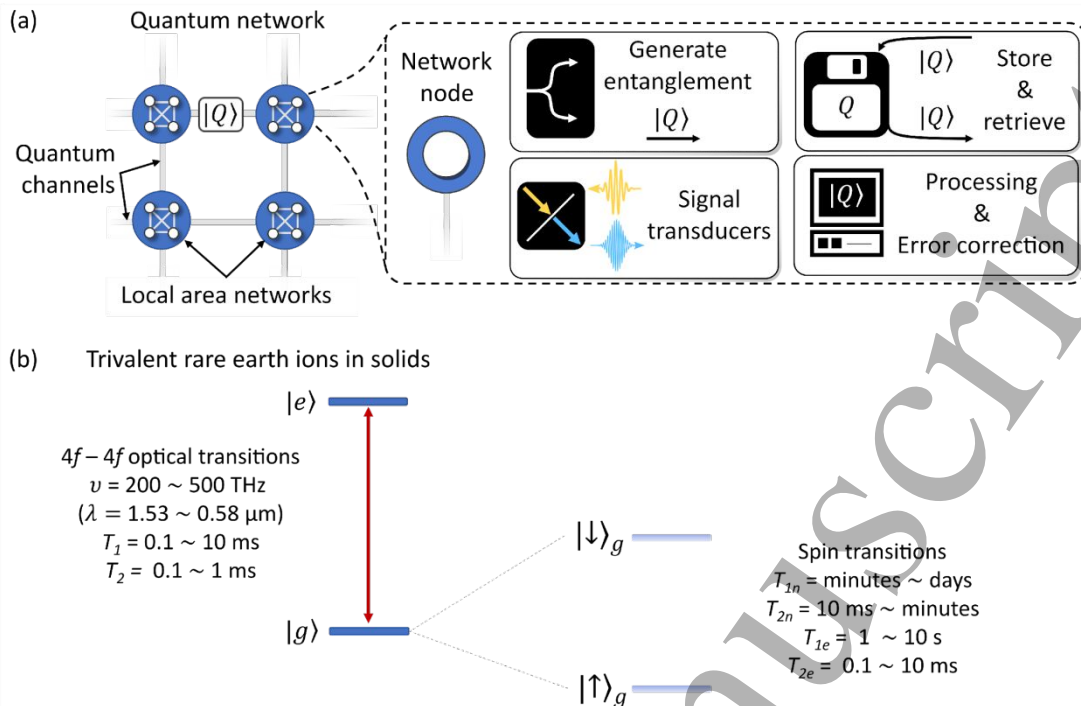 (a)
Quantum network
|Q⟩
Quantum
channels
Local area networks
Network
node
Generate
entanglement
|Q⟩
Q
|Q⟩
|Q⟩
Store
&
retrieve
Signal
transducers
|Q⟩
Processing
&
Error correction
(b) Trivalent rare earth ions in solids
|e⟩
4f – 4f optical transitions
υ = 200 ~ 500 THz
(λ = 1.53 ~ 0.58 μm)
T₁ = 0.1 ~ 10 ms
T₂ = 0.1 ~ 1 ms
|g⟩
|↓⟩g
|↑⟩g
Spin transitions
T₁ₙ = minutes ~ days
T₂ₙ = 10 ms ~ minutes
T₁ₑ = 1 ~ 10 s
T₂ₑ = 0.1 ~ 10 ms